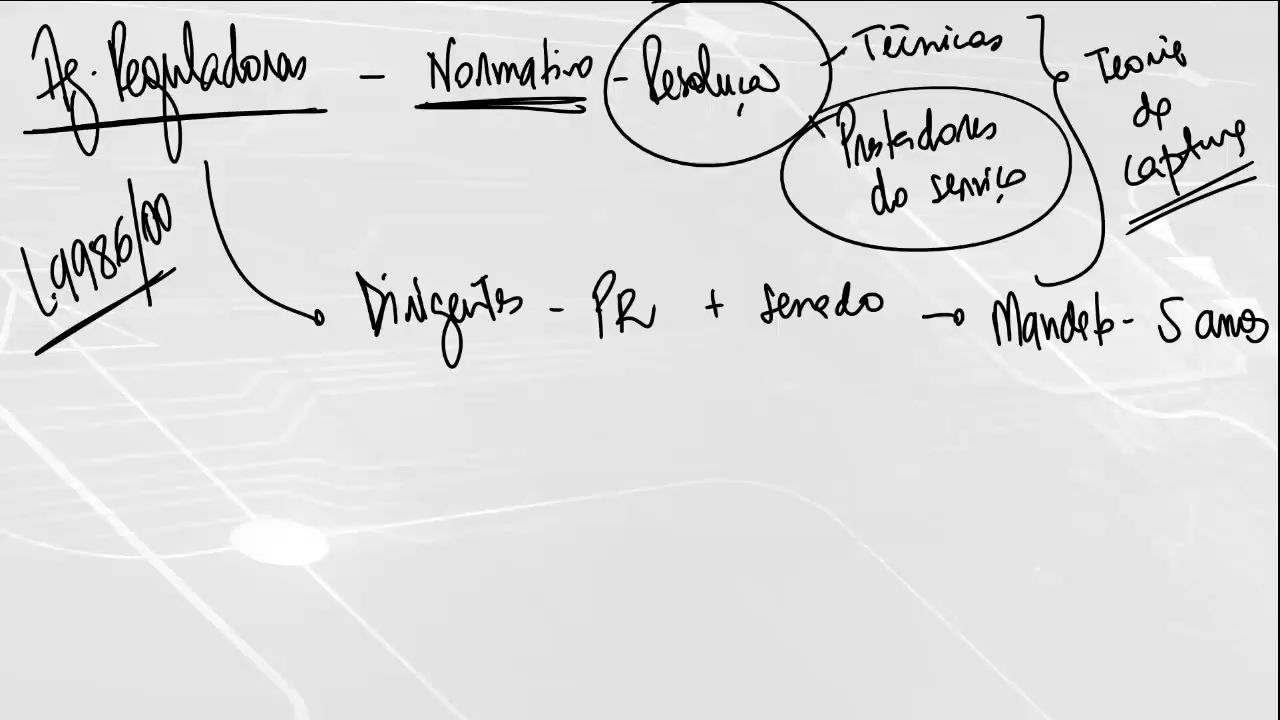 Ag. Reguladoras - Normativo - Resolução
Técnicas
Prestadores
do serviço
Teoria
da
captura
L.9986/00
Dirigentes - PR + Senado → Mandato - 5 anos